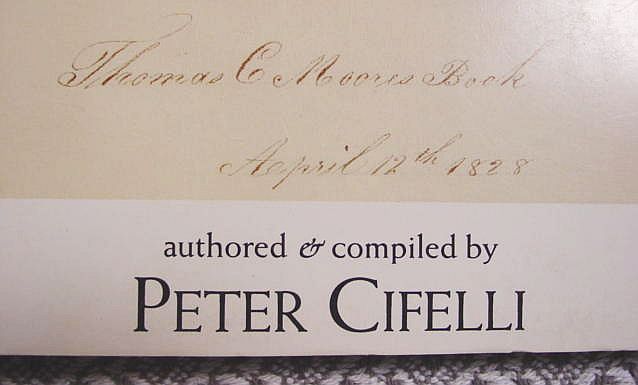 Thomas C Moores Book
April 12th 1828
authored & compiled by
PETER CIFELLI